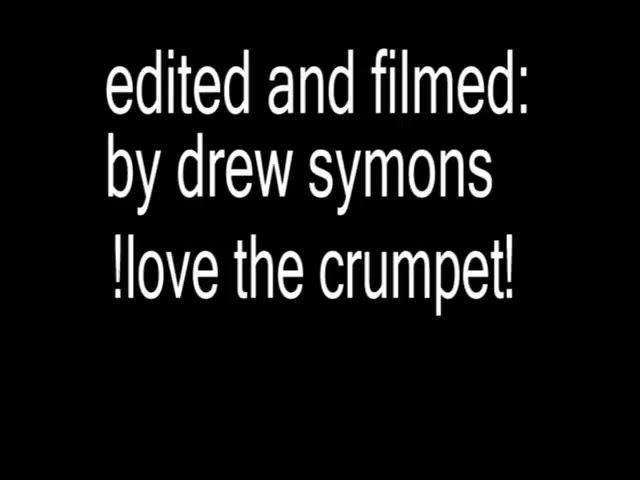 edited and filmed:
by drew symons
!love the crumpet!